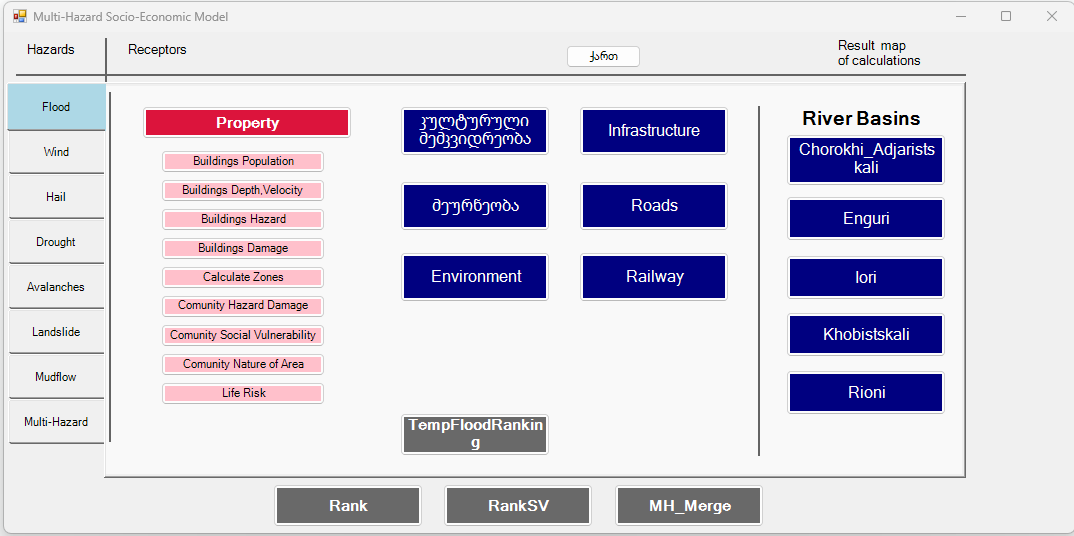 Multi-Hazard Socio-Economic Model
Hazards
Receptors
ქართ
Result map
of calculations
Flood
Wind
Hail
Drought
Avalanches
Landslide
Mudflow
Multi-Hazard
Property
Buildings Population
Buildings Depth,Velocity
Buildings Hazard
Buildings Damage
Calculate Zones
Comunity Hazard Damage
Comunity Social Vulnerability
Comunity Nature of Area
Life Risk
კულტურული
მემკვიდრეობა
Infrastructure
მეურნეობა
Roads
Environment
Railway
TempFloodRankin
g
River Basins
Chorokhi_Adjarists
kali
Enguri
Iori
Khobistskali
Rioni
Rank
RankSV
MH_Merge